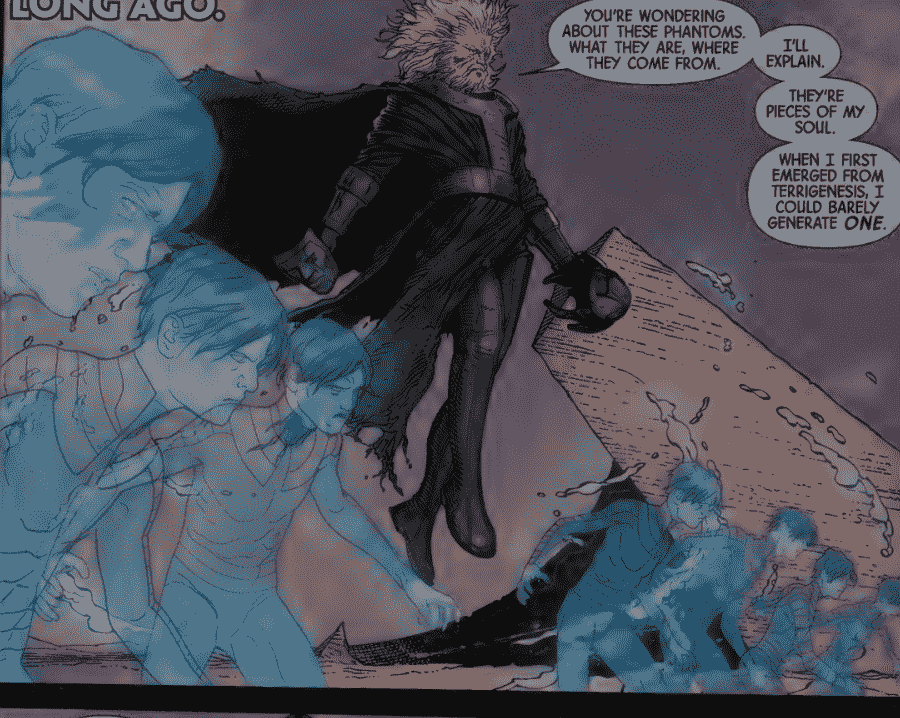 LONG AGO.
YOU'RE WONDERING
ABOUT THESE PHANTOMS.
WHAT THEY ARE, WHERE
THEY COME FROM.
I'LL
EXPLAIN.
THEY'RE
PIECES OF MY
SOUL.
WHEN I FIRST
EMERGED FROM
TERRIGENESIS, I
COULD BARELY
GENERATE ONE.